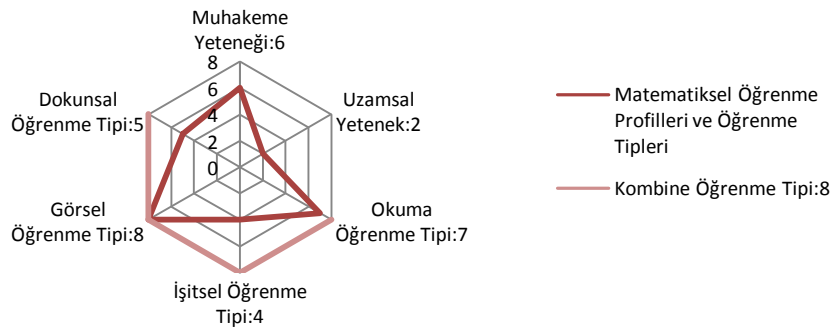 Muhakeme
Yeteneği:6
8
6
4
2
0
Uzamsal
Yetenek:2
Okuma
Öğrenme Tipi:7
İşitsel Öğrenme
Tipi:4
Görsel
Öğrenme Tipi:8
Dokunsal
Öğrenme Tipi:5
Matematiksel Öğrenme
Profilleri ve Öğrenme
Tipleri
Kombine Öğrenme Tipi:8